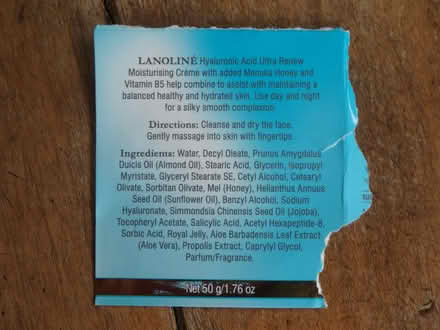 LANOLINÉ Hyaluronic Acid Ultra Renew
Moisturising Crème with added Manuka Honey and
Vitamin B5 help combine to assist with maintaining a
balanced healthy and hydrated skin. Use day and night
for a silky smooth complexion.
Directions: Cleanse and dry the face.
Gently massage into skin with fingertips.
Ingredients: Water, Decyl Oleate, Prunus Amygdalus
Dulcis Oil (Almond Oil), Stearic Acid, Glycerin, Isopropyl
Myristate, Glyceryl Stearate SE, Cetyl Alcohol, Cetearyl
Olivate, Sorbitan Olivate, Mel (Honey), Helianthus Annuus
Seed Oil (Sunflower Oil), Benzyl Alcohol, Sodium
Hyaluronate, Simmondsia Chinensis Seed Oil (Jojoba),
Tocopheryl Acetate, Salicylic Acid, Acetyl Hexapeptide-8,
Sorbic Acid, Royal Jelly, Aloe Barbadensis Leaf Extract
(Aloe Vera), Propolis Extract, Caprylyl Glycol,
Parfum/Fragrance.
Net 50 g/1.76 oz